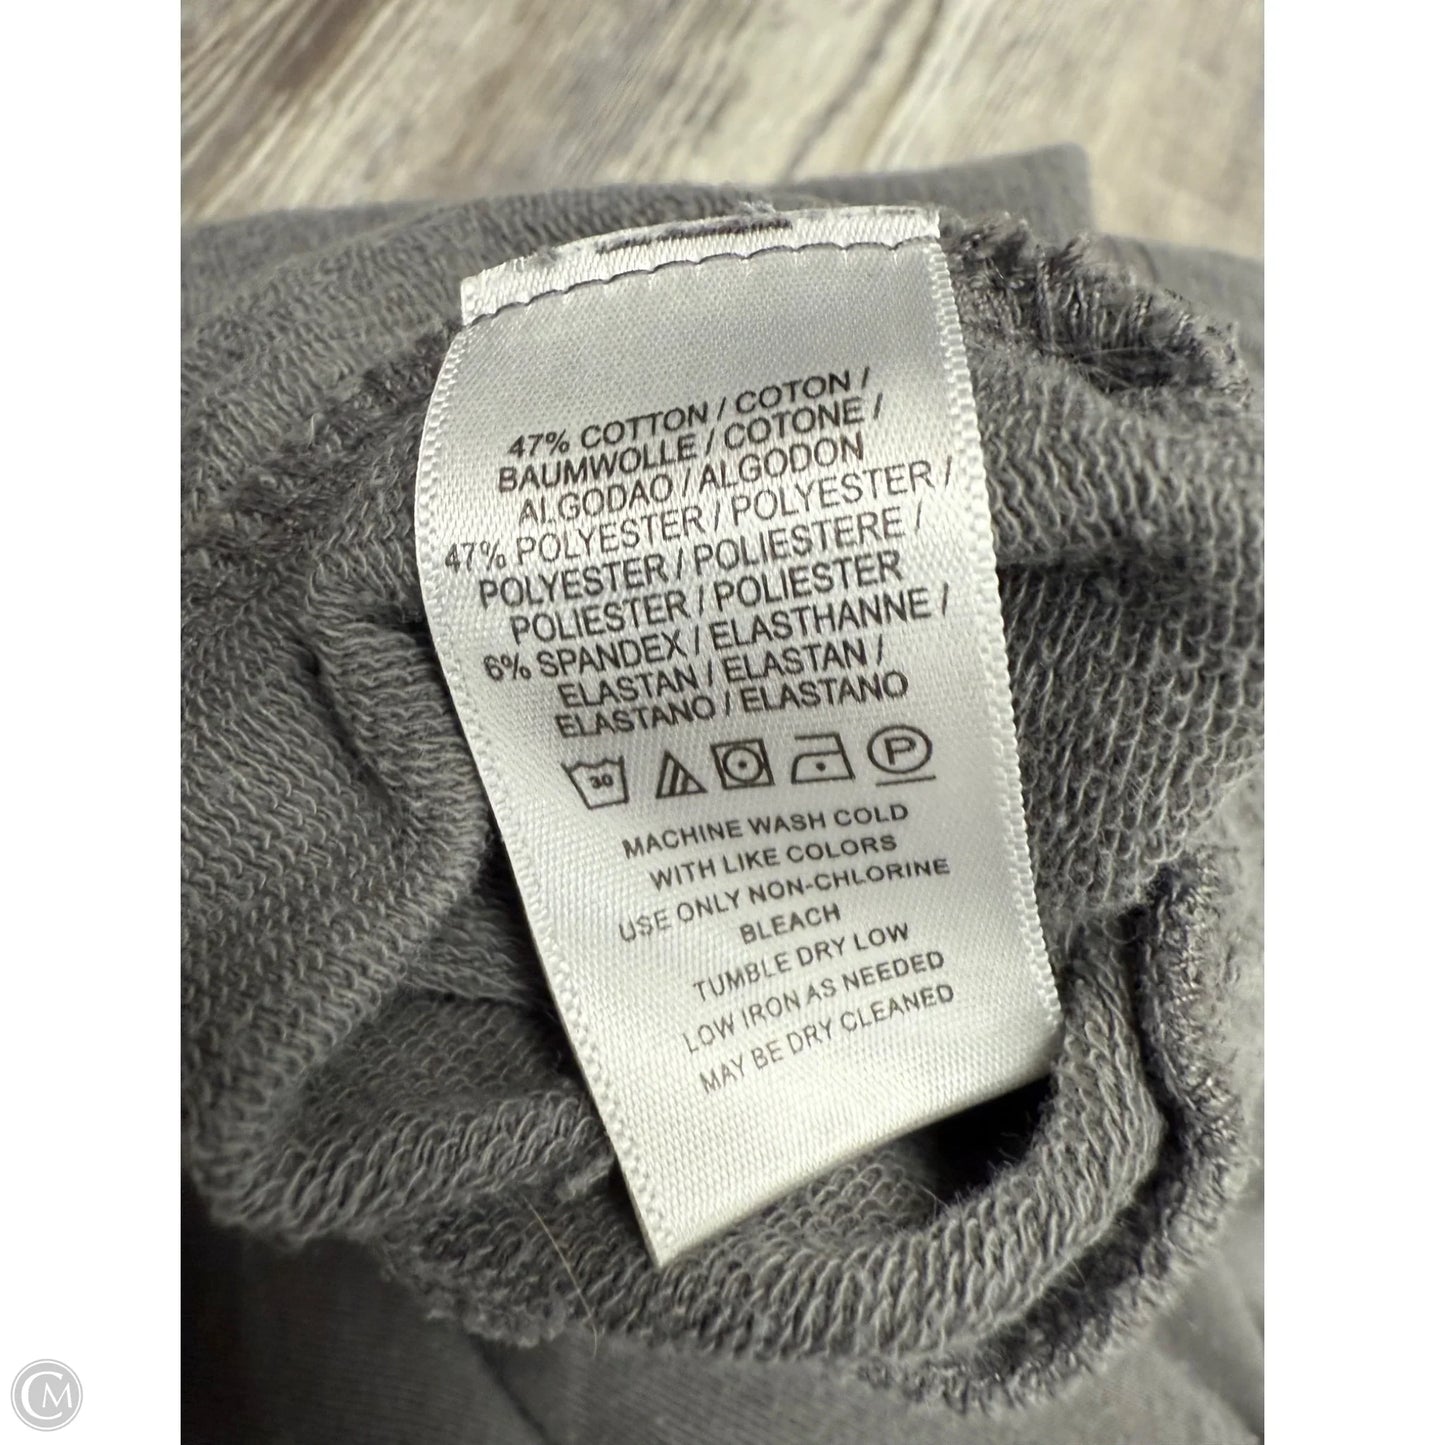 47% COTTON / COTON /
BAUMWOLLE / COTONE /
ALGODAO / ALGODON
47% POLYESTER / POLYESTER /
POLYESTER / POLIESTERE /
POLIESTER / POLIESTER
6% SPANDEX / ELASTHANNE /
ELASTAN / ELASTAN /
ELASTANO / ELASTANO
30 P
MACHINE WASH COLD
WITH LIKE COLORS
USE ONLY NON-CHLORINE
BLEACH
TUMBLE DRY LOW
LOW IRON AS NEEDED
MAY BE DRY CLEANED
CM